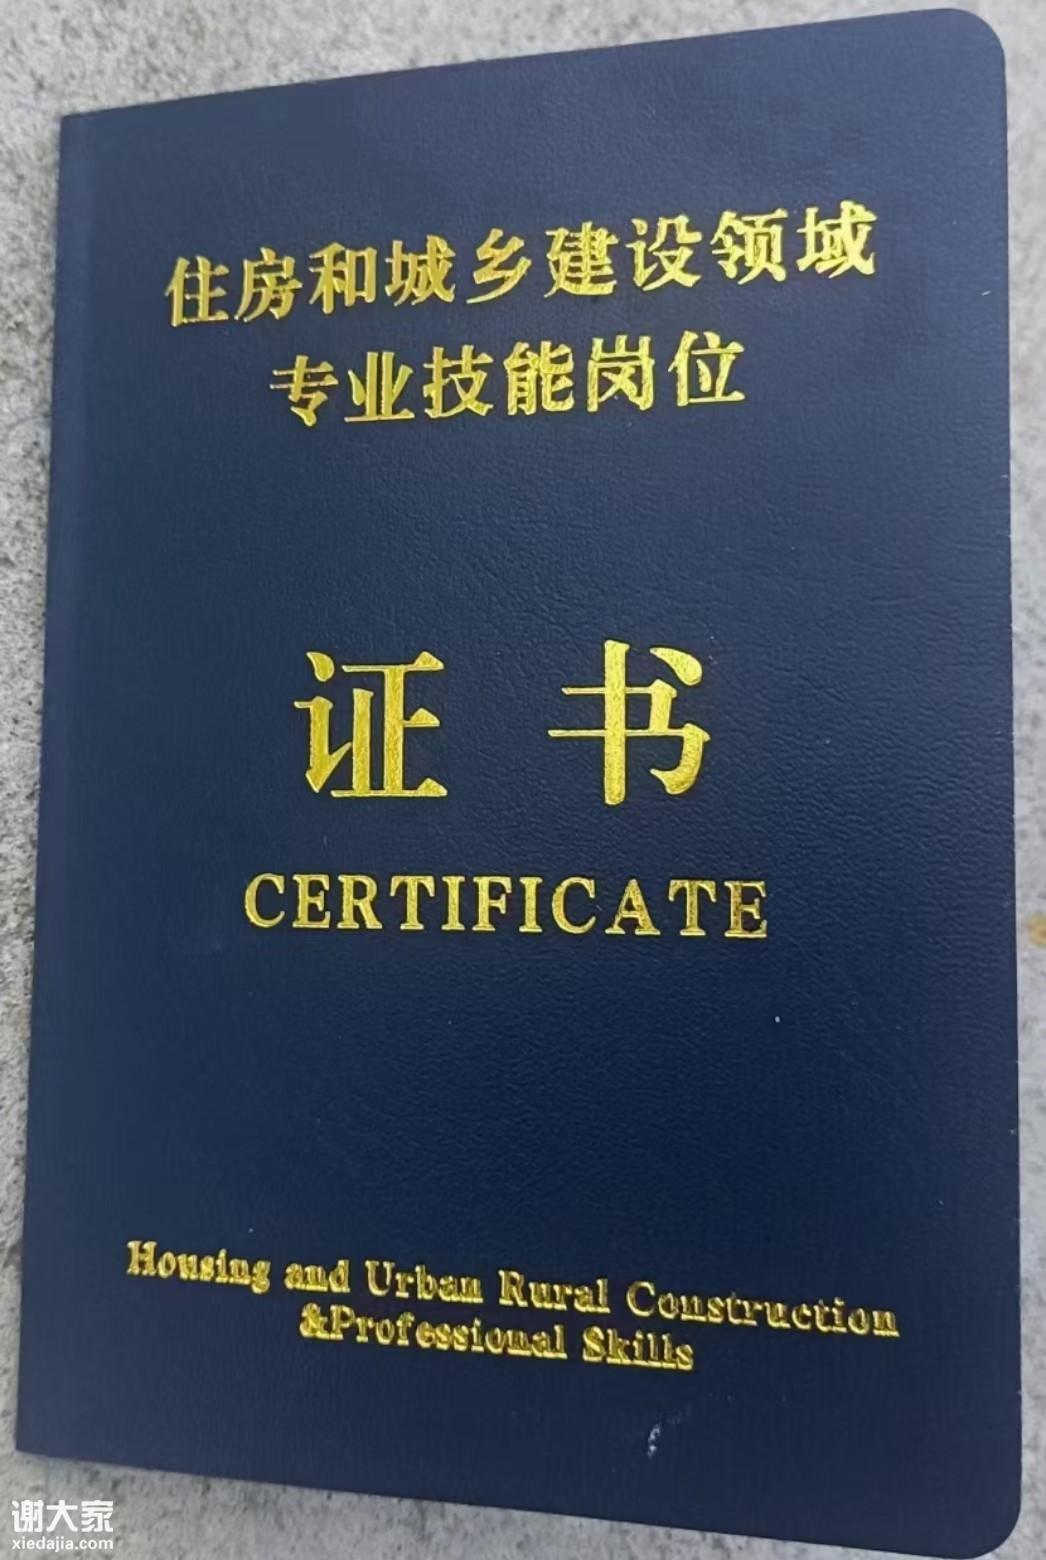 住房和城乡建设领域
专业技能岗位
证书
CERTIFICATE
Housing and Urban Rural Construction
&Professional Skills
谢大家
xiedajia.com